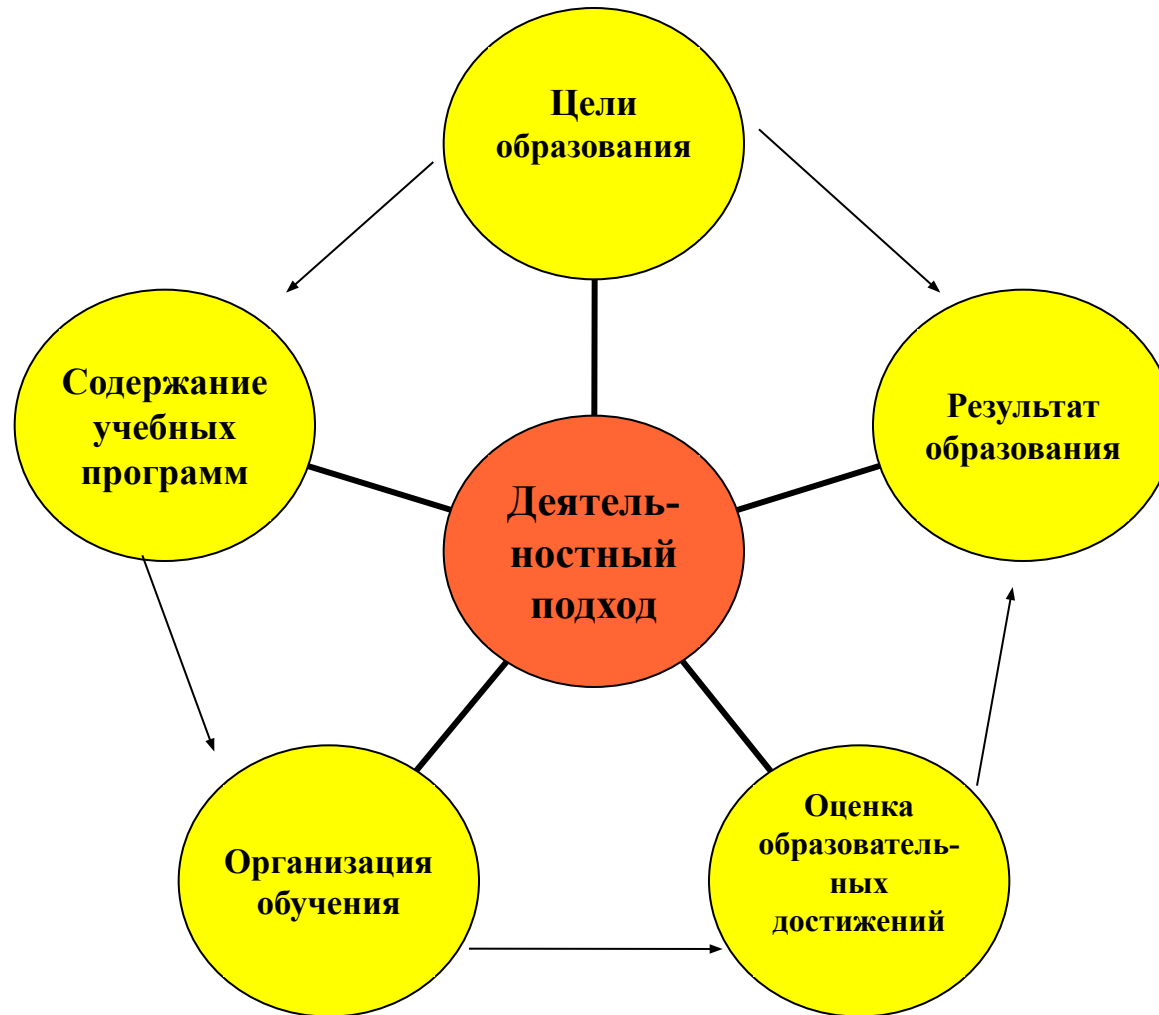 Цели
образования
Содержание
учебных
программ
Результат
образования
Деятель-
ностный
подход
Организация
обучения
Оценка
образователь-
ных
достижений